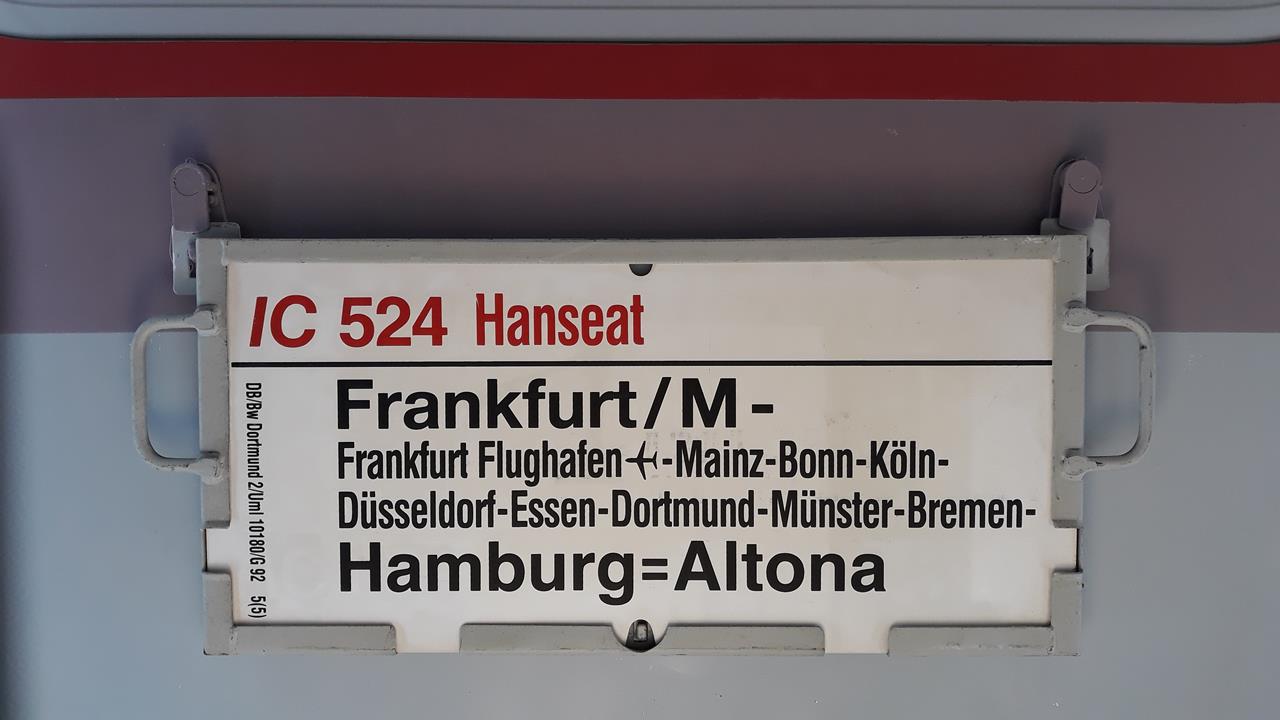 IC 524 Hanseat
Frankfurt/M-
Frankfurt Flughafen ✈-Mainz-Bonn-Köln-
Düsseldorf-Essen-Dortmund-Münster-Bremen-
Hamburg=Altona
DB/Bw Dortmund 2/Uml 10180/G 92 5(5)